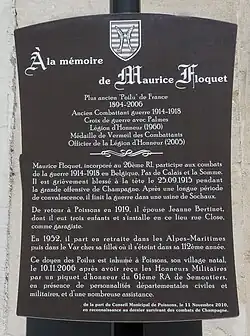 À la mémoire
de Maurice Floquet
Plus ancien "Poilu" de France
1894-2006
Ancien Combattant guerre 1914-1918
Croix de guerre avec Palmes
Légion d'Honneur (1960)
Médaille de Vermeil des Combattants
Officier de la Légion d'Honneur (2005)
Maurice Floquet, incorporé au 26ème RI, participe aux combats
de la guerre 1914-1918 en Belgique, Pas de Calais et la Somme.
Il est grièvement blessé à la tête le 25.09.1915 pendant
la grande offensive de Champagne. Après une longue période
de convalescence, il finit la guerre dans une usine de Sochaux.
De retour à Poissons en 1919, il épouse Jeanne Bertinet,
dont il eut trois enfants et s'installe en ce lieu rue Close,
comme garagiste.
En 1952, il part en retraite dans les Alpes-Maritimes
puis dans le Var chez sa fille où il s'éteint dans sa 112ème année.
Ce doyen des Poilus est inhumé à Poissons, son village natal,
le 10.11.2006 après avoir reçu les Honneurs Militaires
par un piquet d'honneur du 61ème RA de Semoutiers,
en présence de personnalités départementales civiles et
militaires, et d'une nombreuse assistance.
de la part du Conseil Municipal de Poissons, le 11 Novembre 2010,
en reconnaissance au dernier survivant des combats de Champagne.